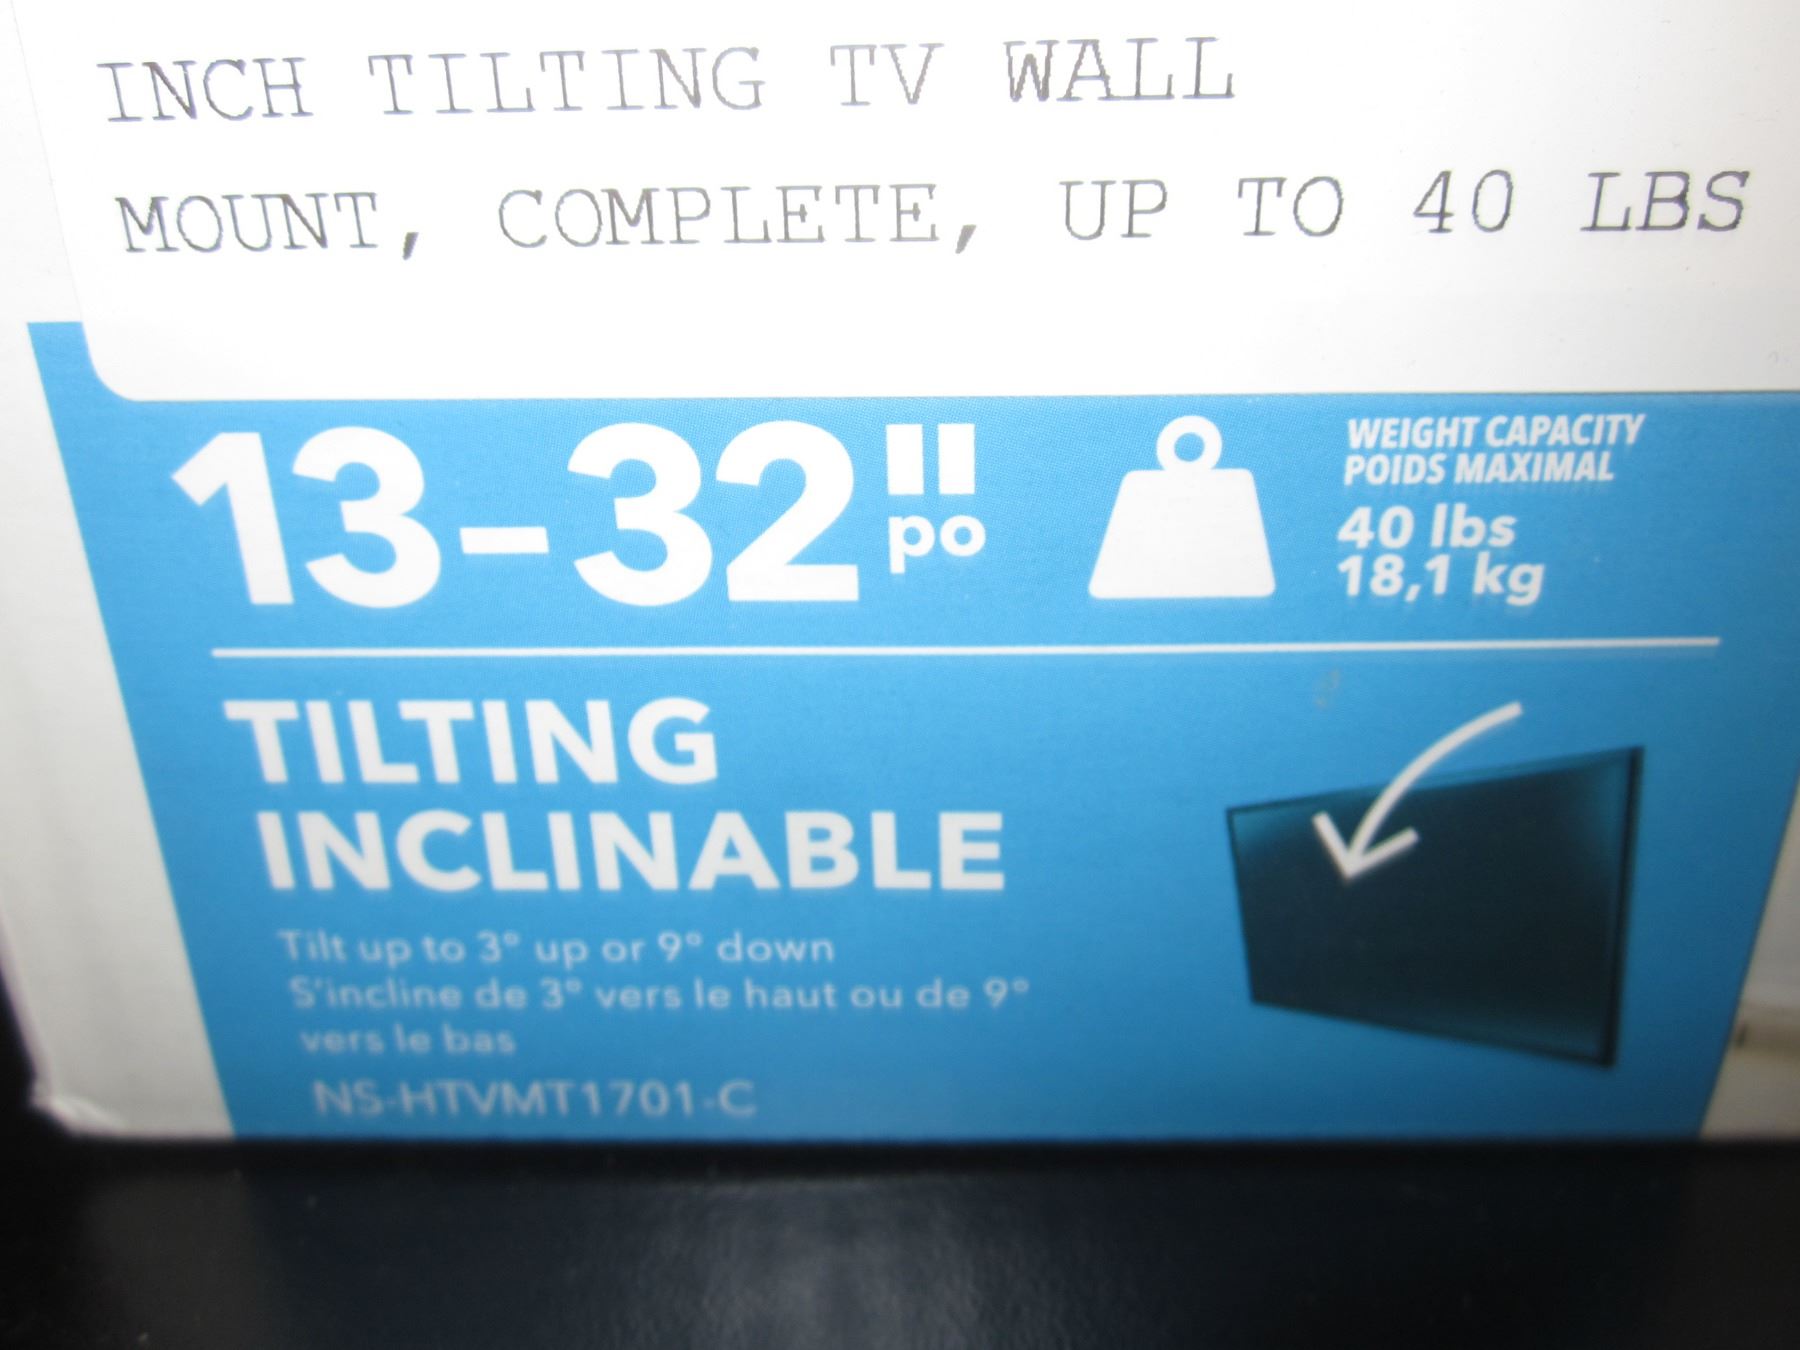 INCH TILTING TV WALL
MOUNT, COMPLETE, UP TO 40 LBS
13-32"
po
WEIGHT CAPACITY
POIDS MAXIMAL
40 lbs
18,1 kg
TILTING
INCLINABLE
Tilt up to 3° up or 9° down
S'incline de 3° vers le haut ou de 9°
vers le bas
NS-HTVMT1701-C